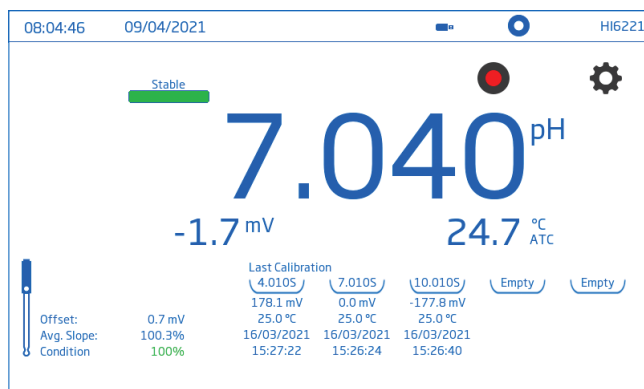 08:04:46 09/04/2021 HI6221
Stable
7.040 pH
-1.7 mV 24.7 °C
ATC
Last Calibration
4.010S 7.010S 10.010S Empty Empty
178.1 mV 0.0 mV -177.8 mV
Offset: 0.7 mV 25.0 °C 25.0 °C 25.0 °C
Avg. Slope: 100.3% 16/03/2021 16/03/2021 16/03/2021
Condition 100% 15:27:22 15:26:24 15:26:40